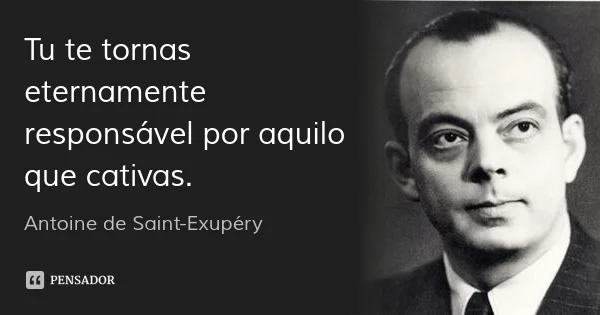 Tu te tornas
eternamente
responsável por aquilo
que cativas.
Antoine de Saint-Exupéry
PENSADOR